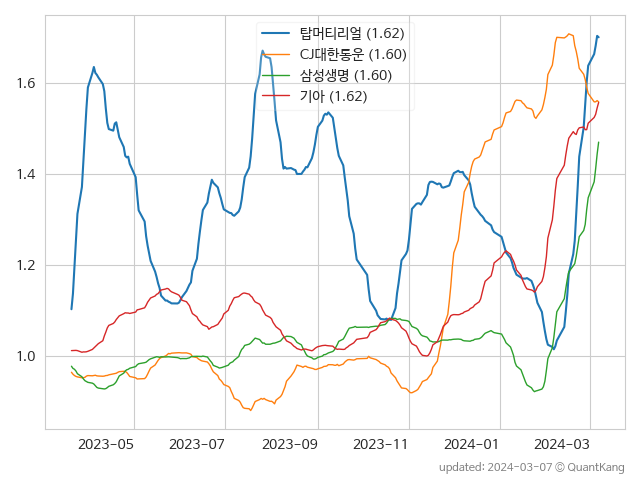 탑머티리얼 (1.62)
CJ대한통운 (1.60)
삼성생명 (1.60)
기아 (1.62)
1.6
1.4
1.2
1.0
2023-05 2023-07 2023-09 2023-11 2024-01 2024-03
updated: 2024-03-07 © QuantKang